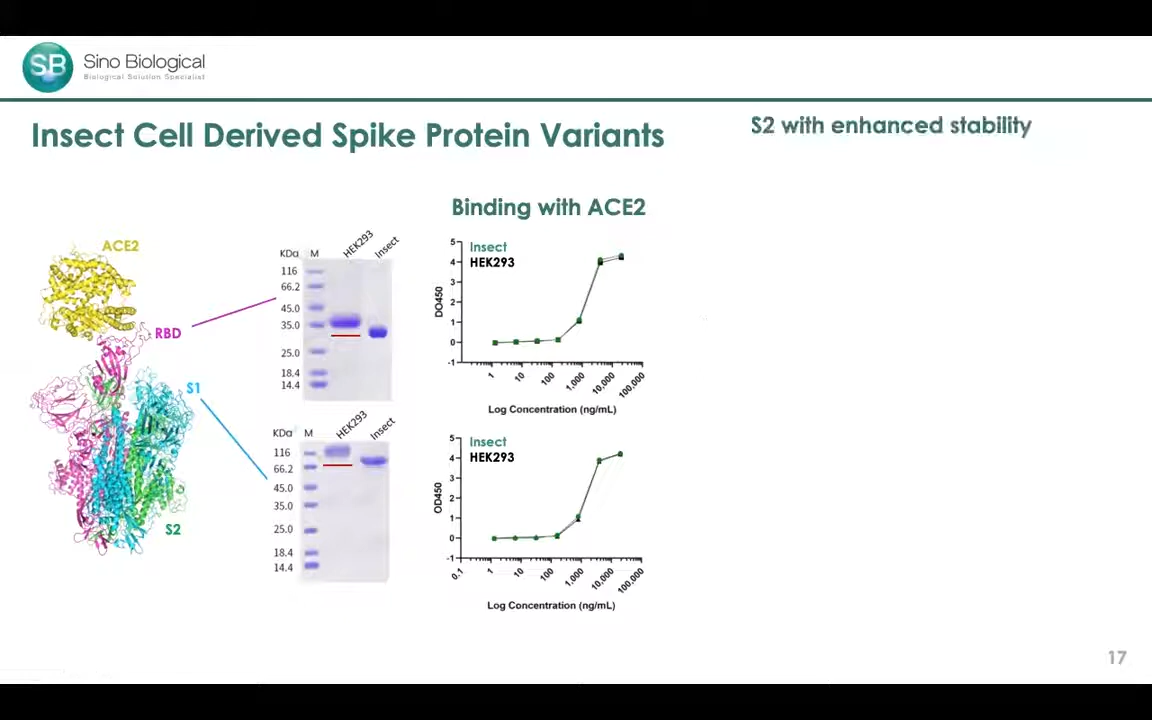 SB Sino Biological
Biological Solution Specialist
Insect Cell Derived Spike Protein Variants
S2 with enhanced stability
Binding with ACE2
ACE2
RBD
S1
S2
KDa M HEK293 Insect
116
66.2
45.0
35.0
25.0
18.4
14.4
Insect
HEK293
DO450
5
4
3
2
1
0
-1
1 10 100 1,000 10,000 100,000
Log Concentration (ng/mL)
KDa M HEK293 Insect
116
66.2
45.0
35.0
25.0
18.4
14.4
Insect
HEK293
OD450
5
4
3
2
1
0
-1
0.1 1 10 100 1,000 10,000 100,000
Log Concentration (ng/mL)
17